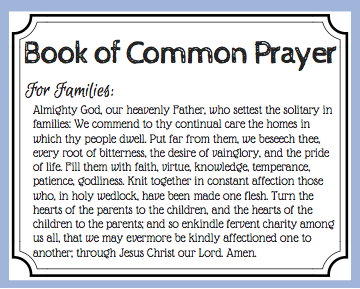 Book of Common Prayer
For Families:
Almighty God, our heavenly Father, who settest the solitary in
families: We commend to thy continual care the homes in
which thy people dwell. Put far from them, we beseech thee,
every root of bitterness, the desire of vainglory, and the pride
of life. Fill them with faith, virtue, knowledge, temperance,
patience, godliness. Knit together in constant affection those
who, in holy wedlock, have been made one flesh. Turn the
hearts of the parents to the children, and the hearts of the
children to the parents; and so enkindle fervent charity among
us all, that we may evermore be kindly affectioned one to
another; through Jesus Christ our Lord. Amen.